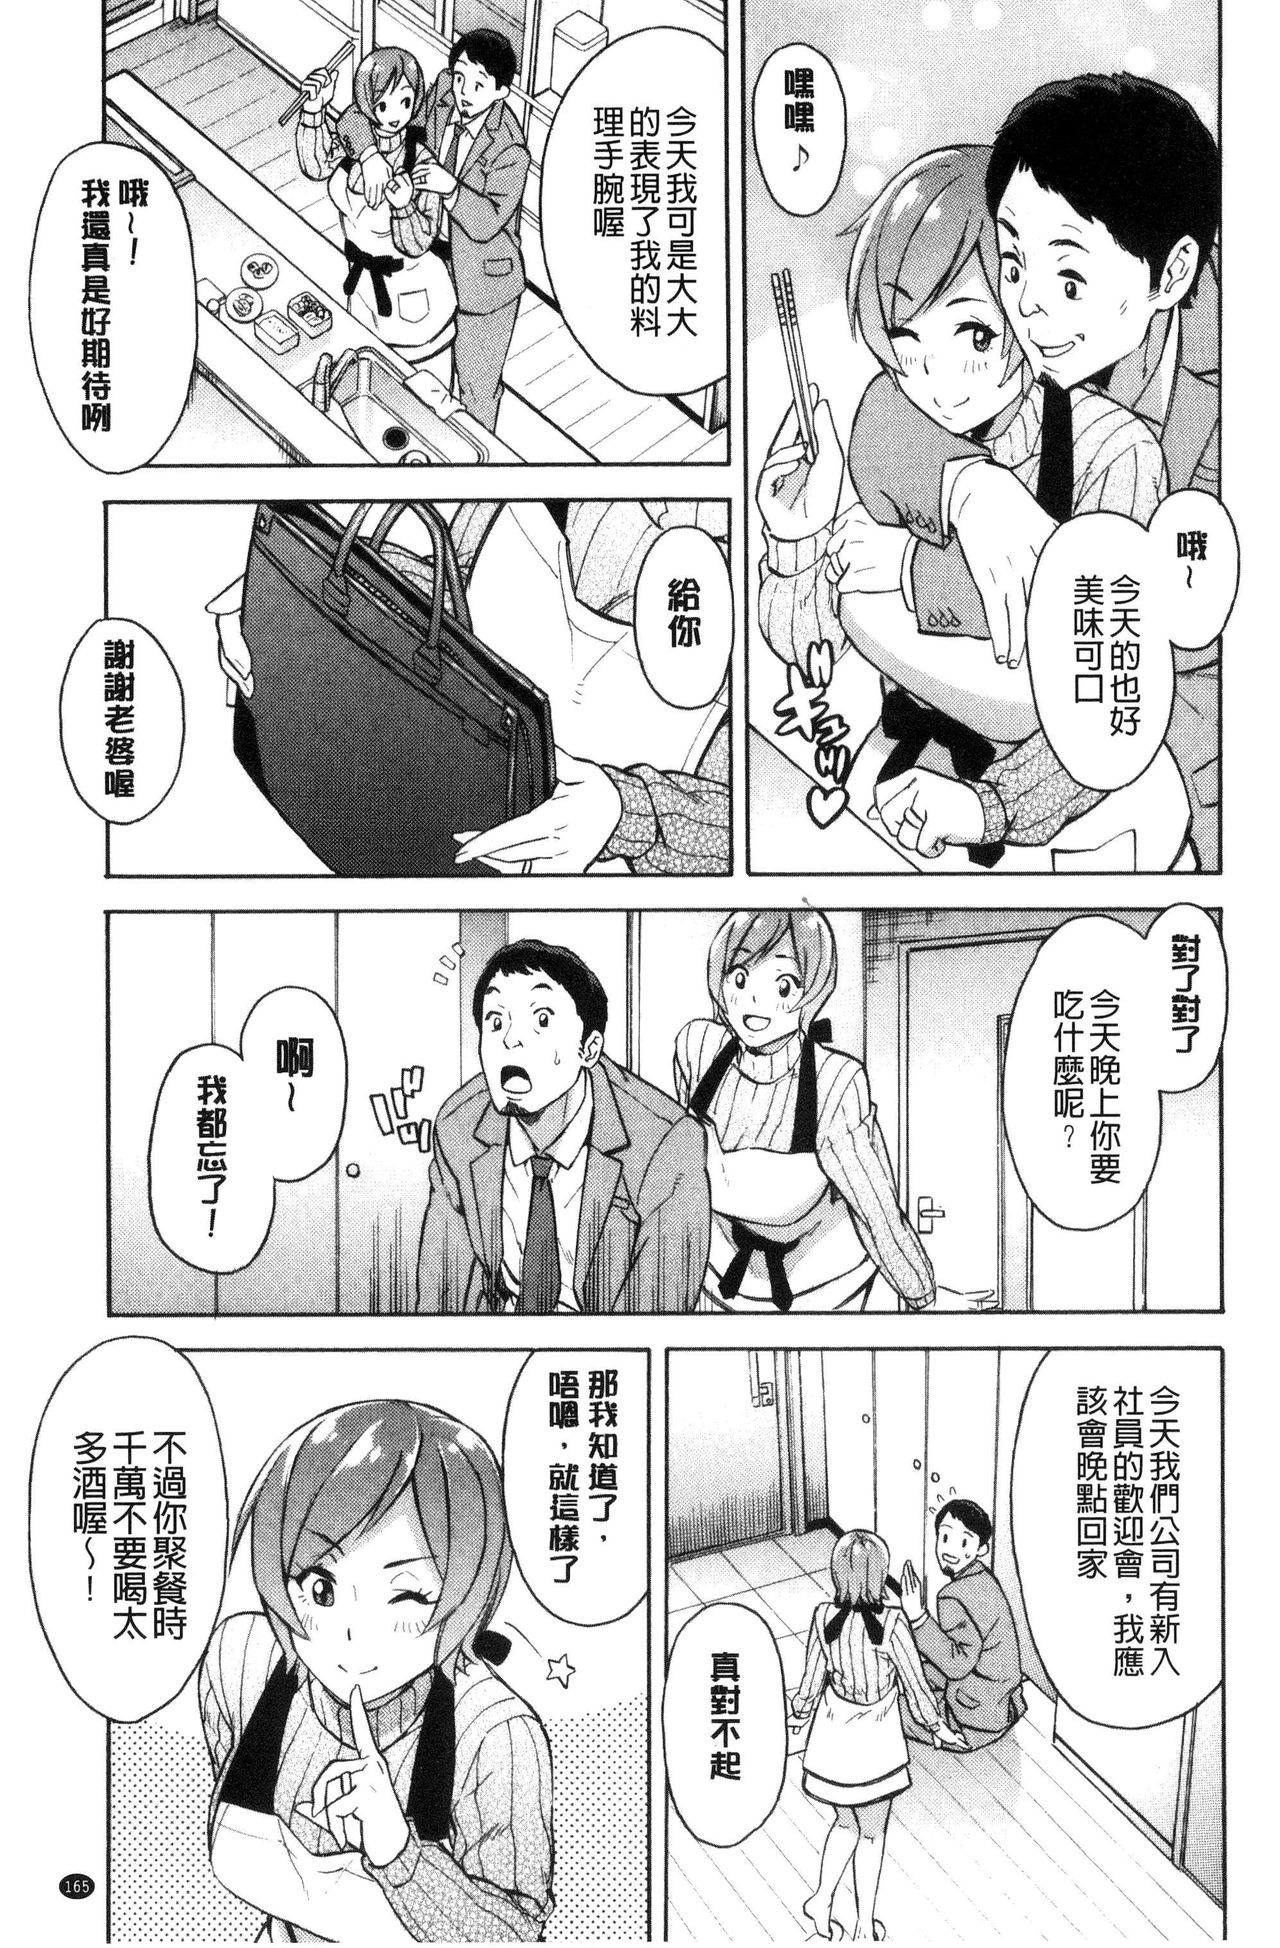 嘿嘿♪
哦~
今天的也好
美味可口
ギュッ♡
今天我可是大大
的表現了我的料
理手腕喔
哦~！
我還真是好期待咧
給你
謝謝老婆喔
對了對了
今天晚上你要
吃什麼呢？
啊~
我都忘了！
今天我們公司有新入
社員的歡迎會，我應
該會晚點回家
真對不起
那我知道了，
唔嗯，就這樣了
不過你聚餐時
千萬不要喝太
多酒喔~！
165